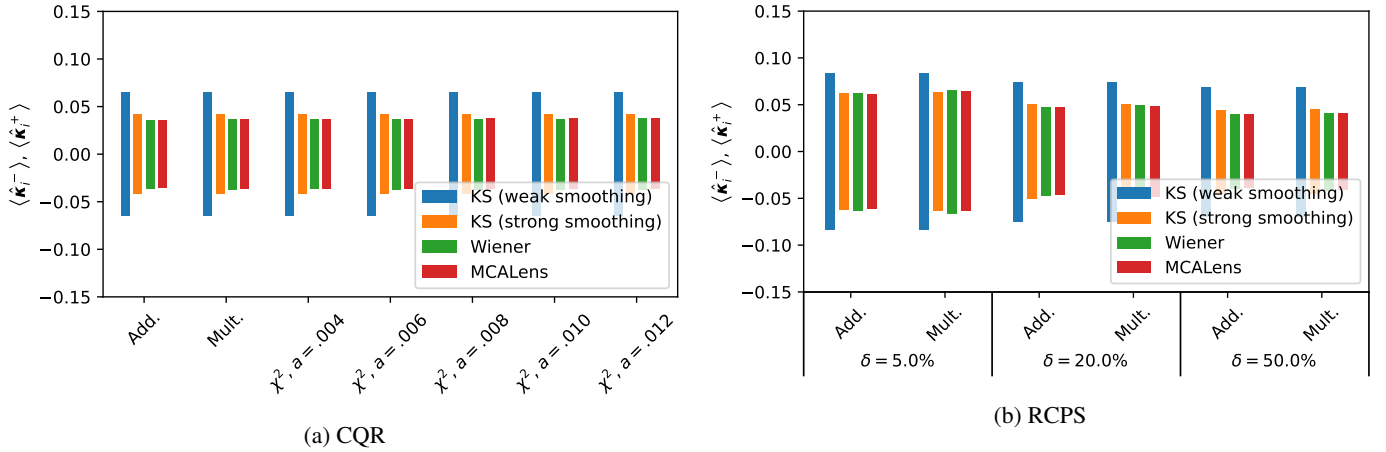 0.15
0.10
0.05
0.00
−0.05
−0.10
−0.15
⟨κ̂ᵢ⁻⟩, ⟨κ̂ᵢ⁺⟩
KS (weak smoothing)
KS (strong smoothing)
Wiener
MCALens
Add.
Mult.
χ², a = .004
χ², a = .006
χ², a = .008
χ², a = .010
χ², a = .012
(a) CQR
0.15
0.10
0.05
0.00
−0.05
−0.10
−0.15
⟨κ̂ᵢ⁻⟩, ⟨κ̂ᵢ⁺⟩
KS (weak smoothing)
KS (strong smoothing)
Wiener
MCALens
Add. Mult. Add. Mult. Add. Mult.
δ = 5.0% δ = 20.0% δ = 50.0%
(b) RCPS